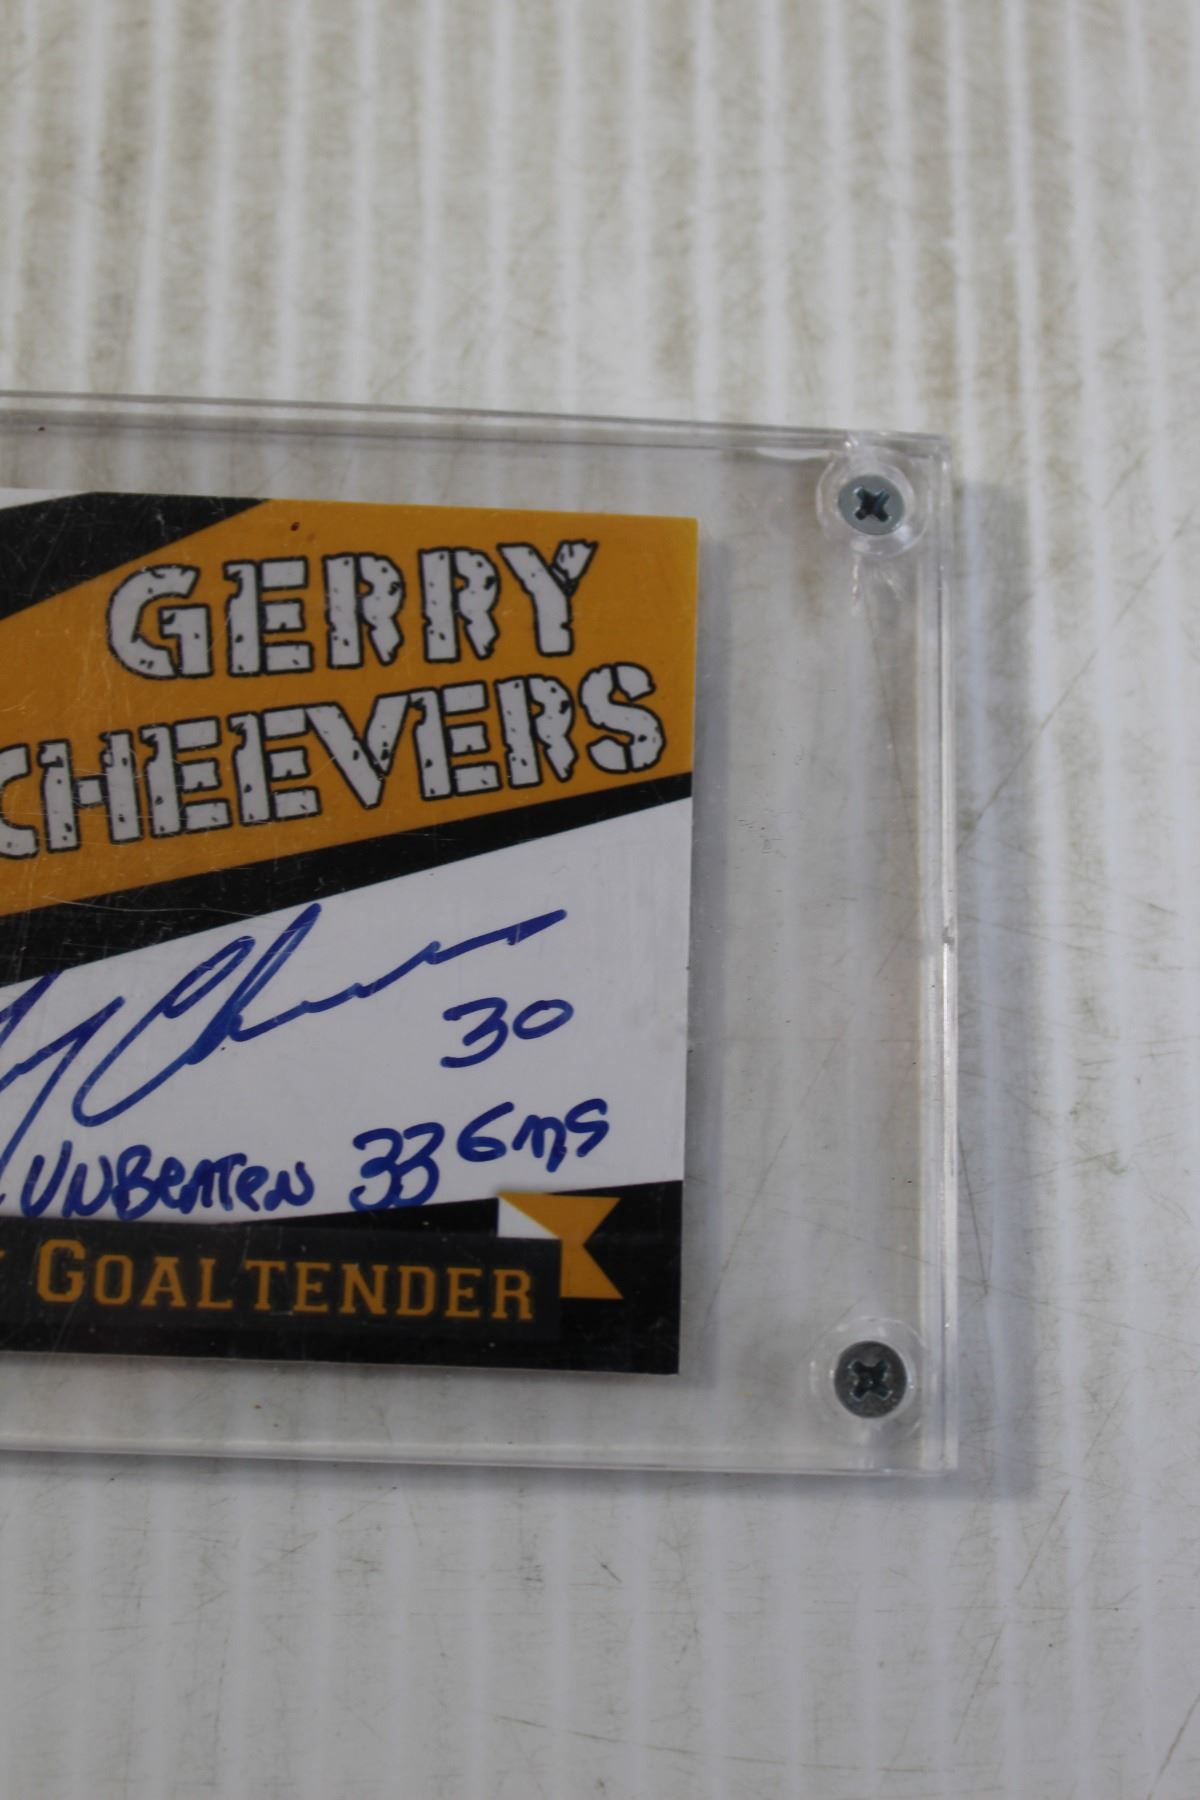 GERRY
CHEEVERS
30
UNBEATEN 33 GMS
GOALTENDER